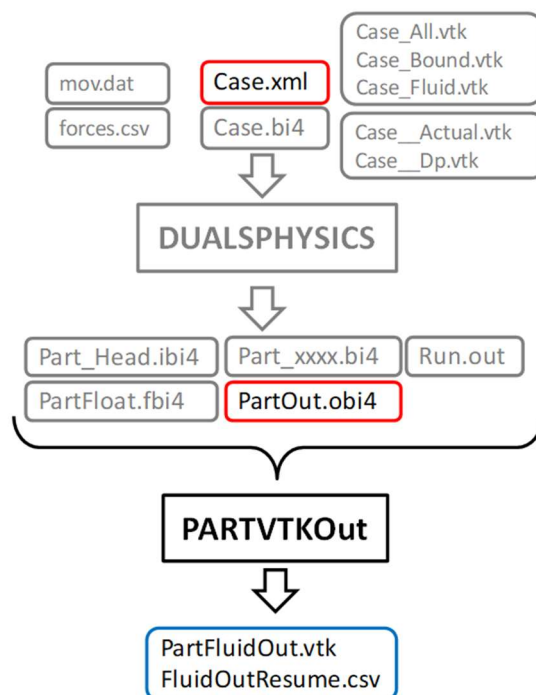 mov.dat
forces.csv
Case.xml
Case.bi4
Case_All.vtk
Case_Bound.vtk
Case_Fluid.vtk
Case__Actual.vtk
Case__Dp.vtk
DUALSPHYSICS
Part_Head.ibi4
Part_xxxx.bi4
Run.out
PartFloat.fbi4
PartOut.obi4
PARTVTKOut
PartFluidOut.vtk
FluidOutResume.csv